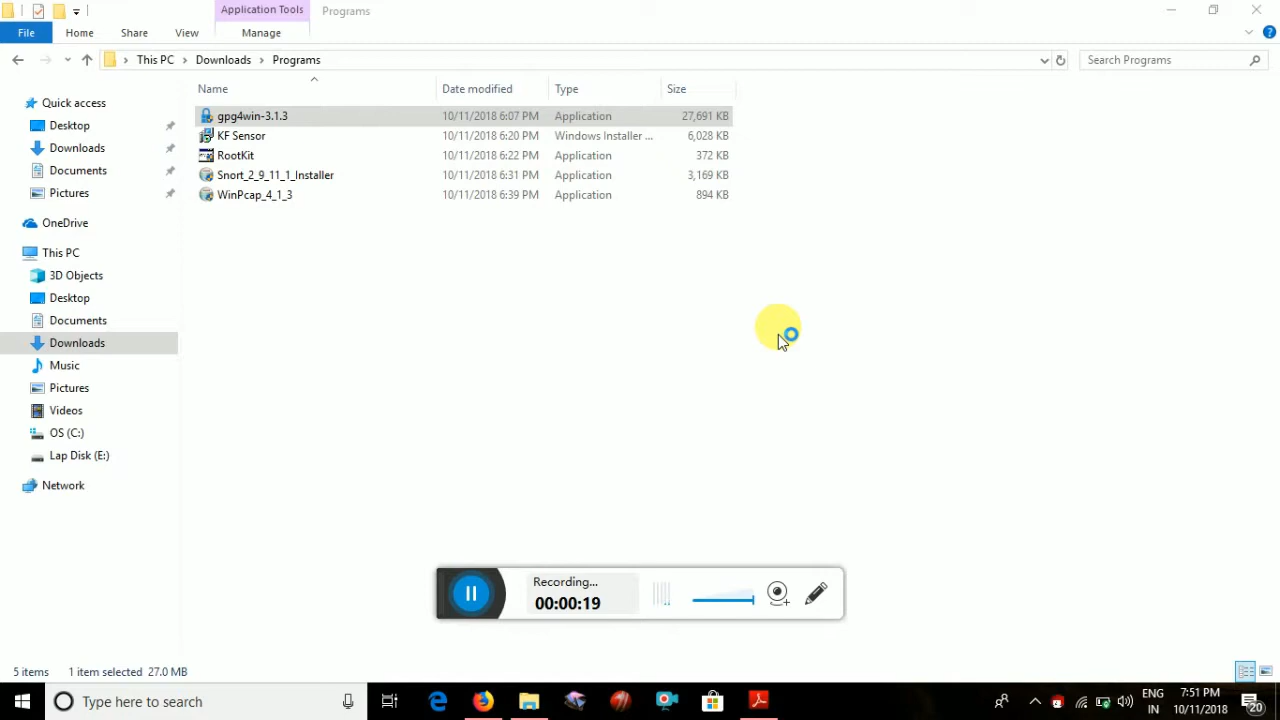 Application Tools
Programs
File
Home
Share
View
Manage
This PC
Downloads
Programs
Search Programs
Name
Date modified
Type
Size
gpg4win-3.1.3
10/11/2018 6:07 PM
Application
27,691 KB
KF Sensor
10/11/2018 6:20 PM
Windows Installer ...
6,028 KB
RootKit
10/11/2018 6:22 PM
Application
372 KB
Snort_2_9_11_1_Installer
10/11/2018 6:31 PM
Application
3,169 KB
WinPcap_4_1_3
10/11/2018 6:39 PM
Application
894 KB
Quick access
Desktop
Downloads
Documents
Pictures
OneDrive
This PC
3D Objects
Desktop
Documents
Downloads
Music
Pictures
Videos
OS (C:)
Lap Disk (E:)
Network
Recording...
00:00:19
5 items
1 item selected 27.0 MB
Type here to search
ENG
IN
7:51 PM
10/11/2018
20